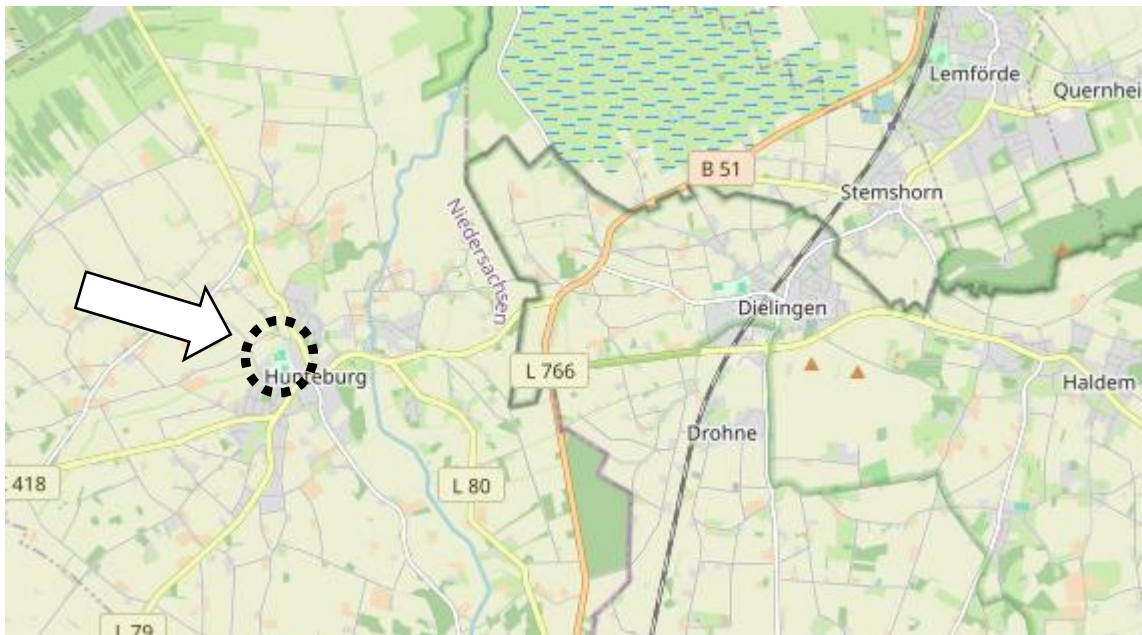 Lemförde
Quernhei
B 51
Stemshorn
Niedersachsen
Dielingen
L 766
Hunteburg
Haldem
Drohne
418
L 80
L 79